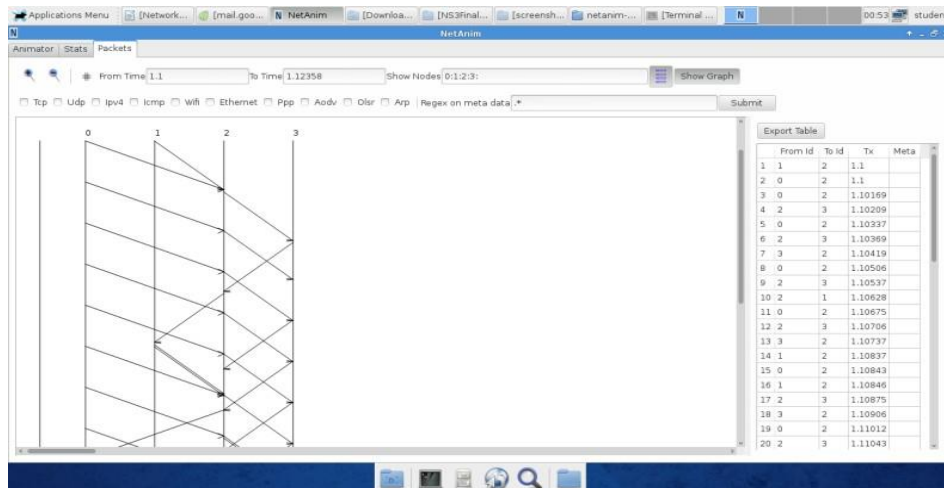 Applications Menu [Network... [mail.goo... NetAnim [Downloa... [NS3Final... [screensh... netanim-... [Terminal ... N 00:53 studen
N NetAnim
Animator Stats Packets
From Time 1.1 To Time 1.12358 Show Nodes 0:1:2:3: Show Graph
Tcp Udp Ipv4 Icmp Wifi Ethernet Ppp Aodv Olsr Arp Regex on meta data .* Submit
0 1 2 3
Export Table
From Id To Id Tx Meta
1 1 2 1.1
2 0 2 1.1
3 0 2 1.10169
4 2 3 1.10209
5 0 2 1.10337
6 2 3 1.10369
7 3 2 1.10419
8 0 2 1.10506
9 2 3 1.10537
10 2 1 1.10628
11 0 2 1.10675
12 2 3 1.10706
13 3 2 1.10737
14 1 2 1.10837
15 0 2 1.10843
16 1 2 1.10846
17 2 3 1.10875
18 3 2 1.10906
19 0 2 1.11012
20 2 3 1.11043